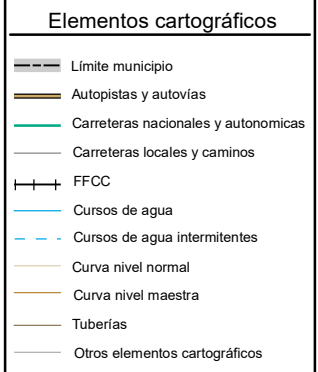 Elementos cartográficos
Límite municipio
Autopistas y autovías
Carreteras nacionales y autonomicas
Carreteras locales y caminos
FFCC
Cursos de agua
Cursos de agua intermitentes
Curva nivel normal
Curva nivel maestra
Tuberías
Otros elementos cartográficos